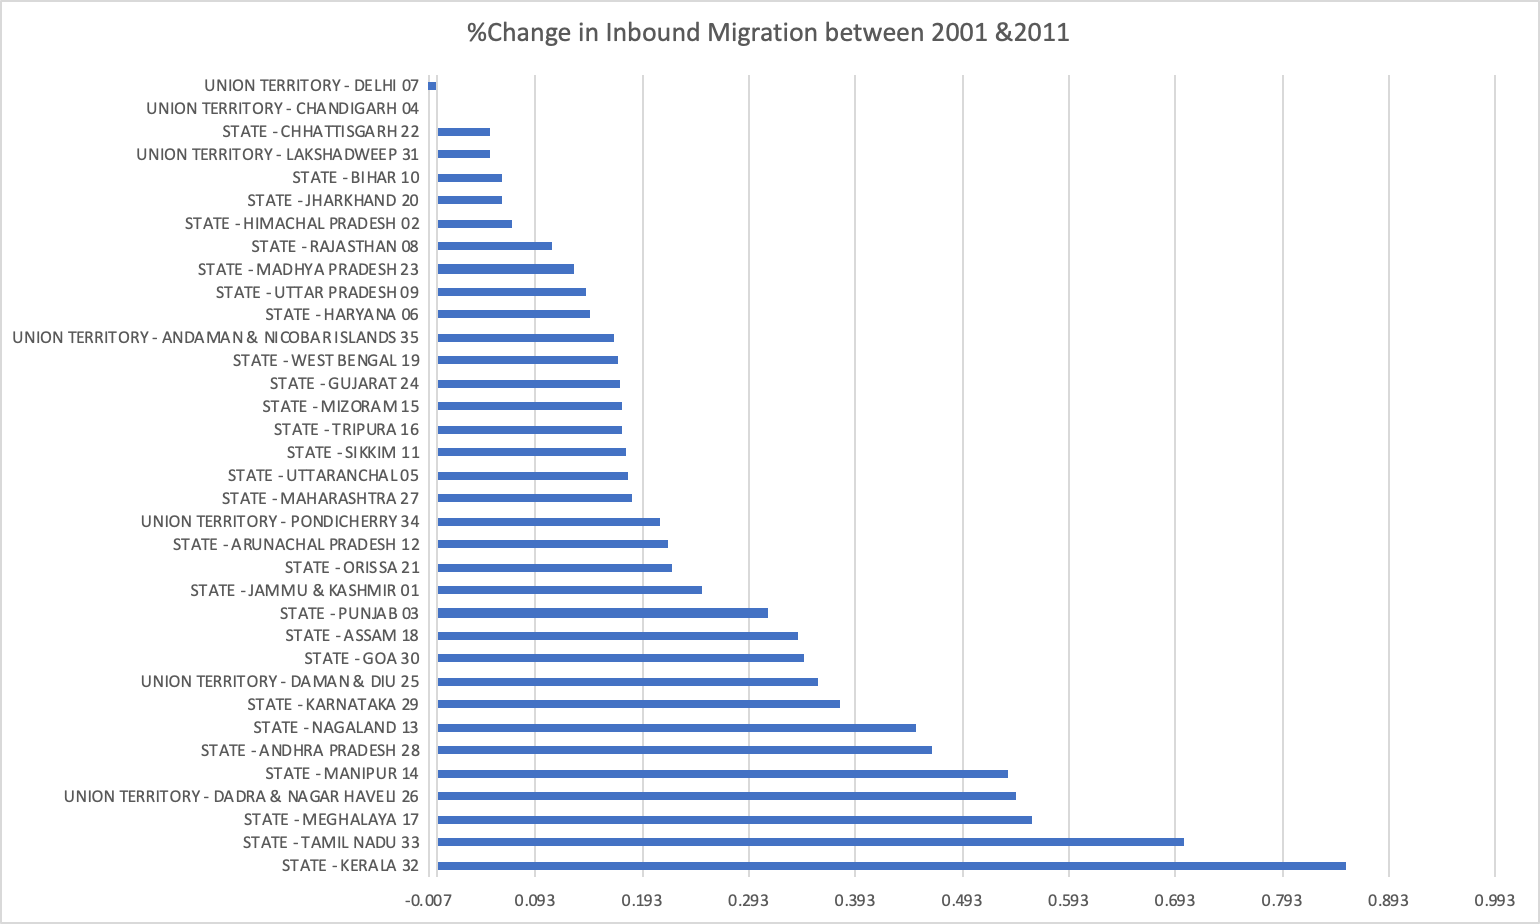 %Change in Inbound Migration between 2001 &2011
UNION TERRITORY - DELHI 07
UNION TERRITORY - CHANDIGARH 04
STATE - CHHATTISGARH 22
UNION TERRITORY - LAKSHADWEEP 31
STATE - BIHAR 10
STATE - JHARKHAND 20
STATE - HIMACHAL PRADESH 02
STATE - RAJASTHAN 08
STATE - MADHYA PRADESH 23
STATE - UTTAR PRADESH 09
STATE - HARYANA 06
UNION TERRITORY - ANDAMAN & NICOBAR ISLANDS 35
STATE - WEST BENGAL 19
STATE - GUJARAT 24
STATE - MIZORAM 15
STATE - TRIPURA 16
STATE - SIKKIM 11
STATE - UTTARANCHAL 05
STATE - MAHARASHTRA 27
UNION TERRITORY - PONDICHERRY 34
STATE - ARUNACHAL PRADESH 12
STATE - ORISSA 21
STATE - JAMMU & KASHMIR 01
STATE - PUNJAB 03
STATE - ASSAM 18
STATE - GOA 30
UNION TERRITORY - DAMAN & DIU 25
STATE - KARNATAKA 29
STATE - NAGALAND 13
STATE - ANDHRA PRADESH 28
STATE - MANIPUR 14
UNION TERRITORY - DADRA & NAGAR HAVELI 26
STATE - MEGHALAYA 17
STATE - TAMIL NADU 33
STATE - KERALA 32
-0.007 0.093 0.193 0.293 0.393 0.493 0.593 0.693 0.793 0.893 0.993